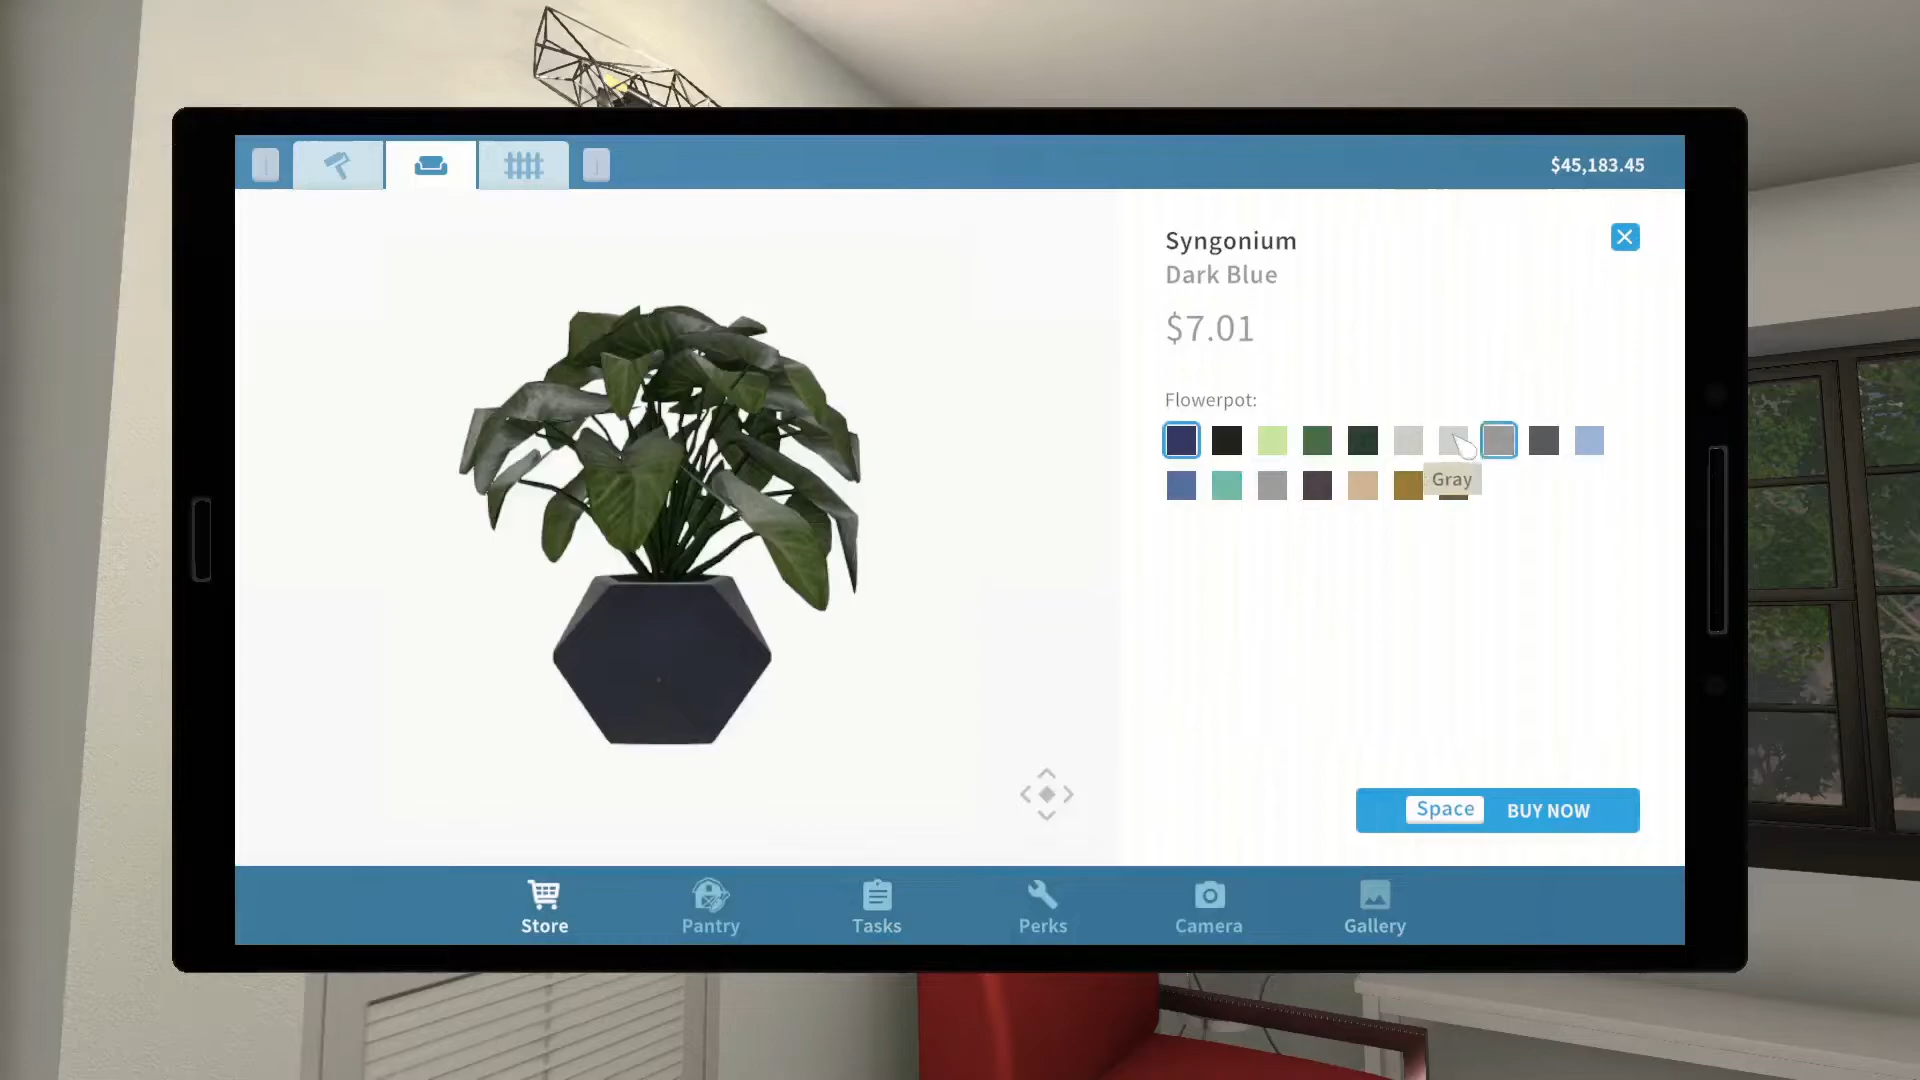 $45,183.45
Syngonium
Dark Blue
$7.01
Flowerpot:
Gray
Space BUY NOW
Store Pantry Tasks Perks Camera Gallery